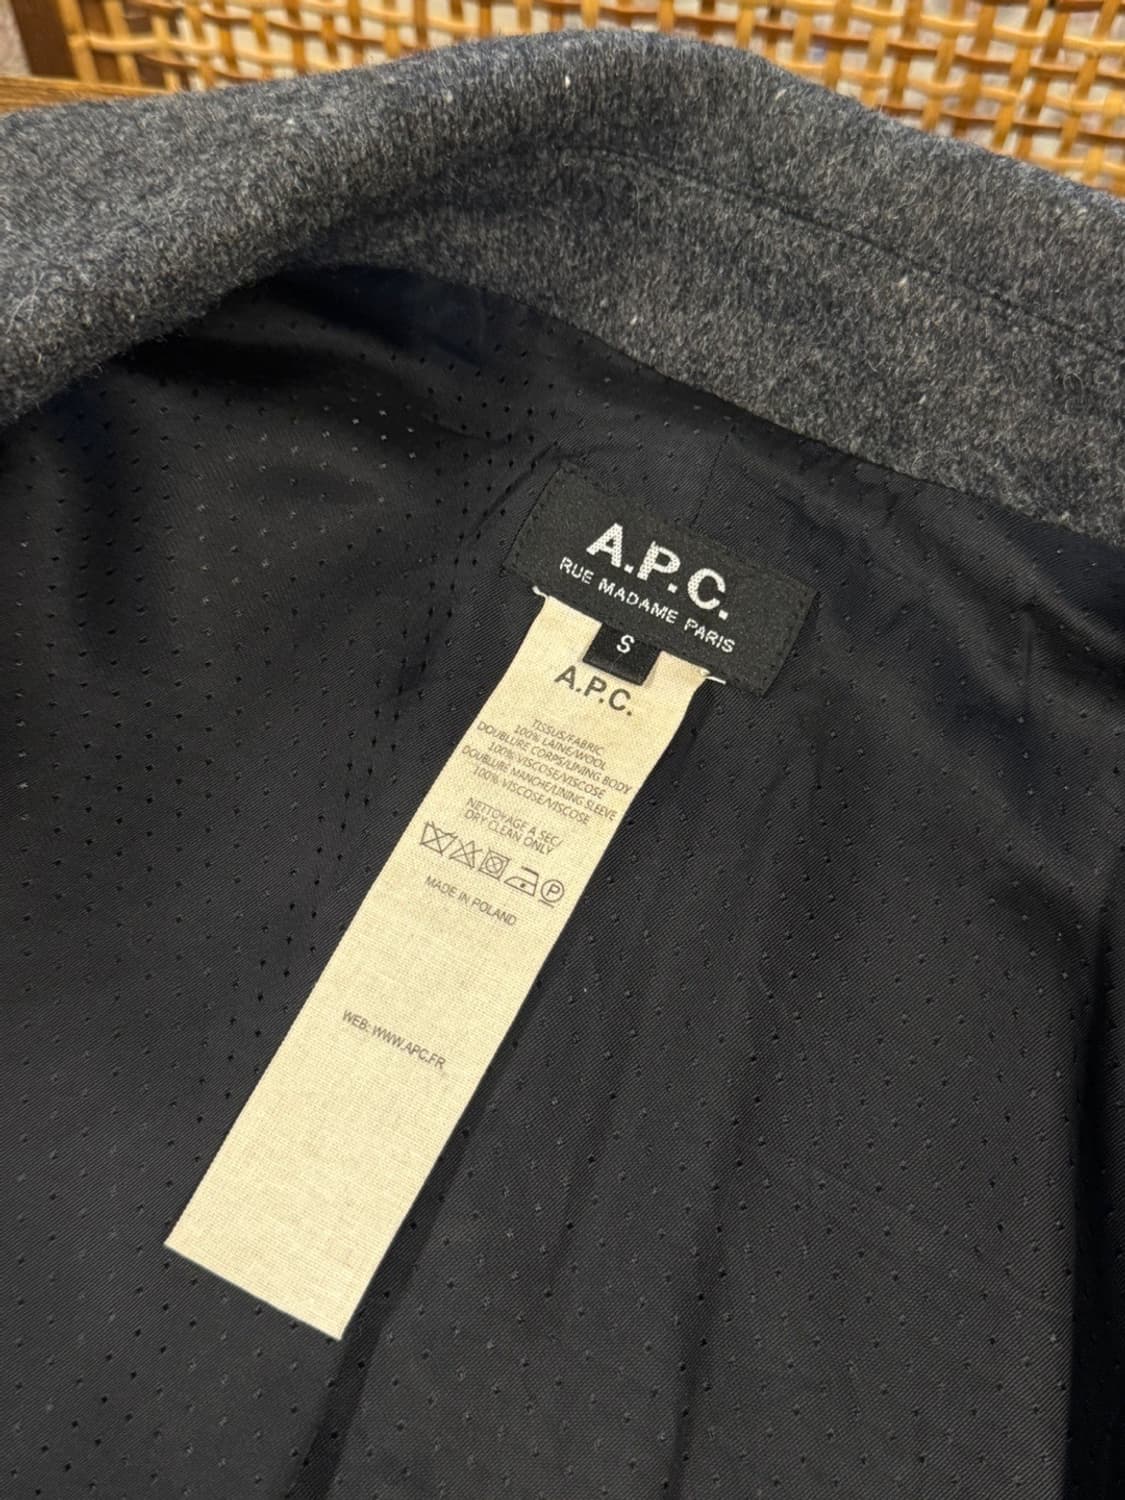 A.P.C.
RUE MADAME PARIS
S
A.P.C.
TISSUS/FABRIC
100% LAINE/WOOL
DOUBLURE CORPS/LINING BODY
100% VISCOSE/VISCOSE
DOUBLURE MANCHE/LINING SLEEVE
100% VISCOSE/VISCOSE
NETTOYAGE A SEC/
DRY CLEAN ONLY
P
MADE IN POLAND
WEB: WWW.APC.FR